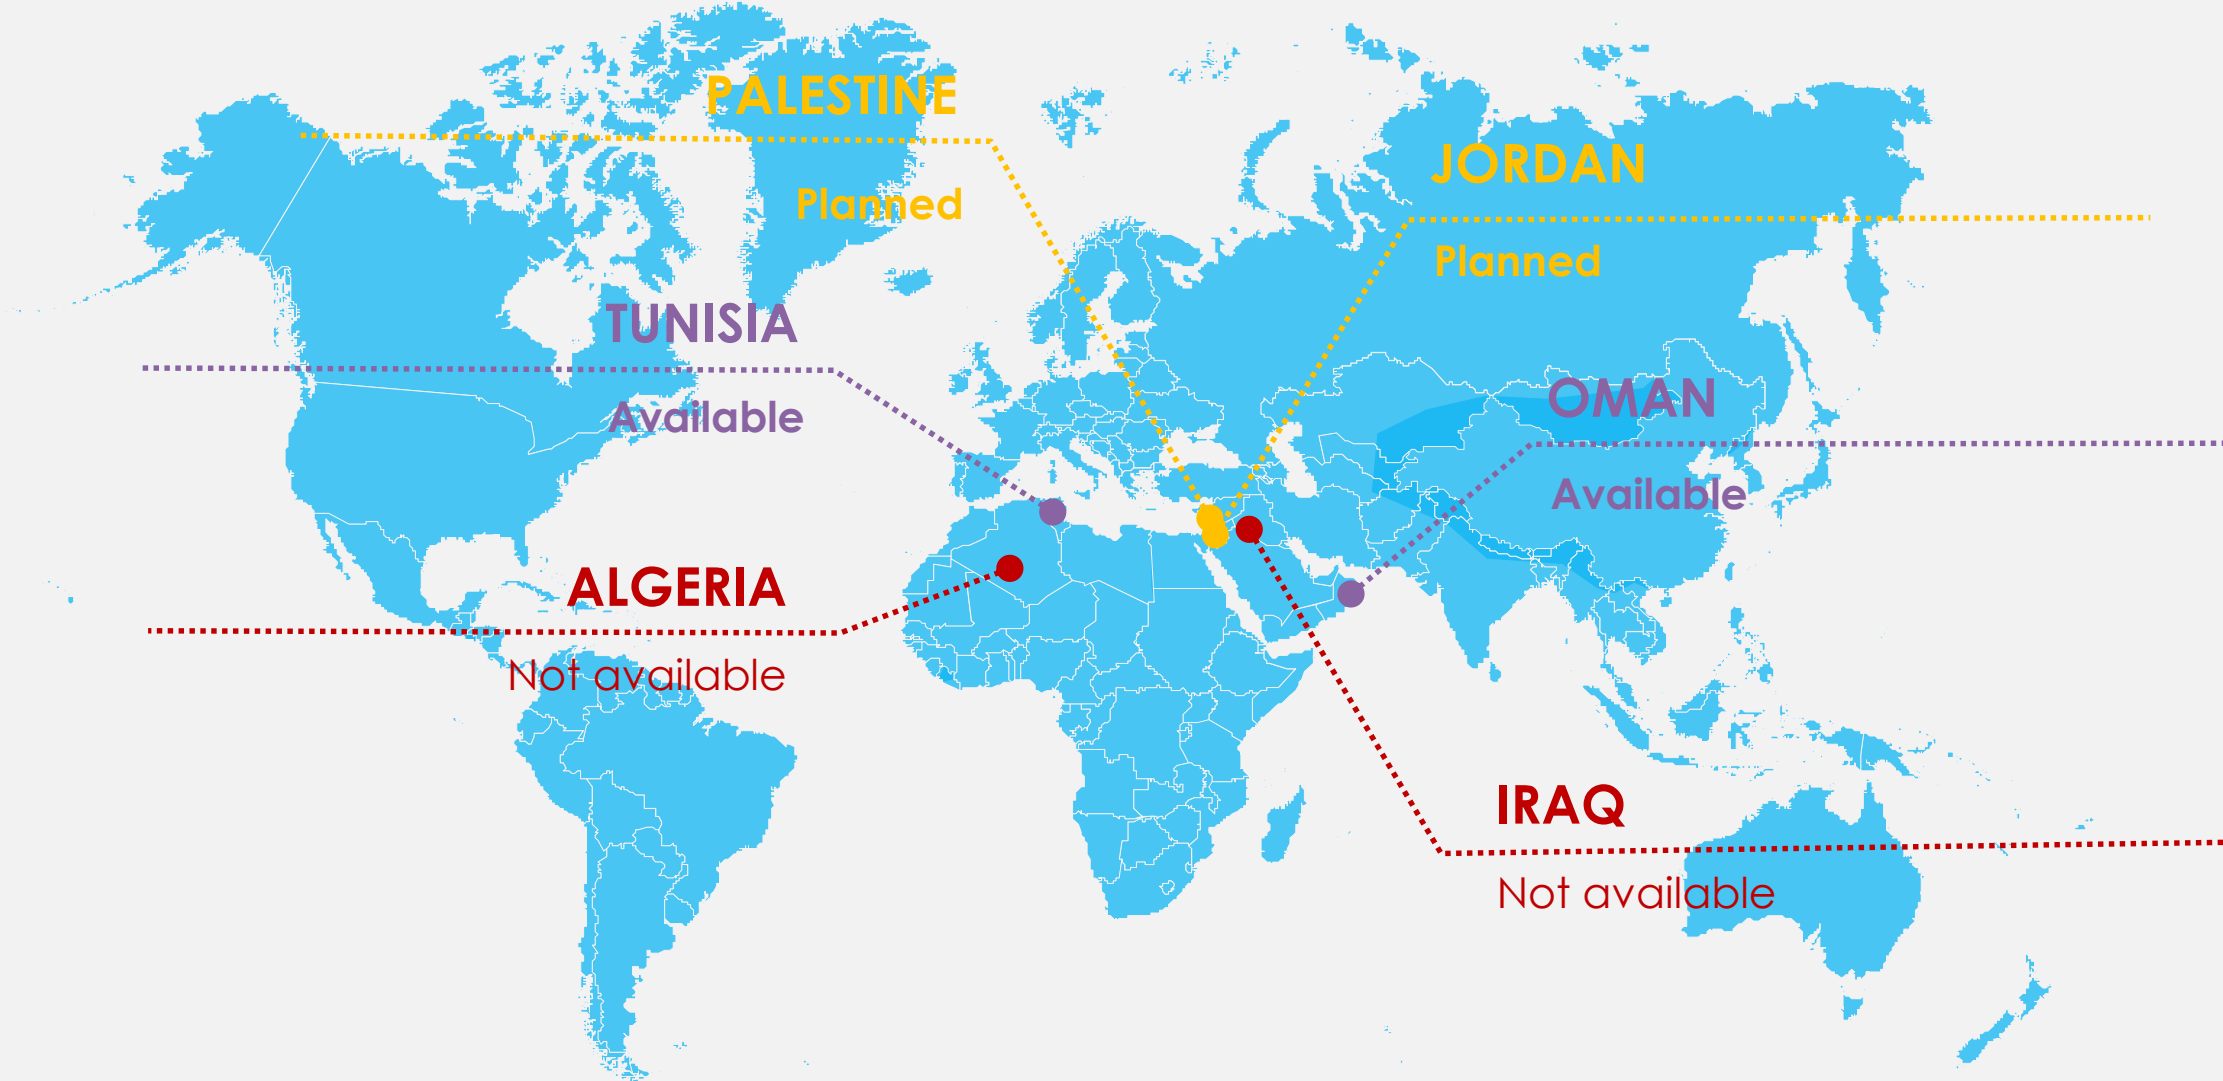 PALESTINE
Planned
JORDAN
Planned
TUNISIA
Available
OMAN
Available
ALGERIA
Not available
IRAQ
Not available